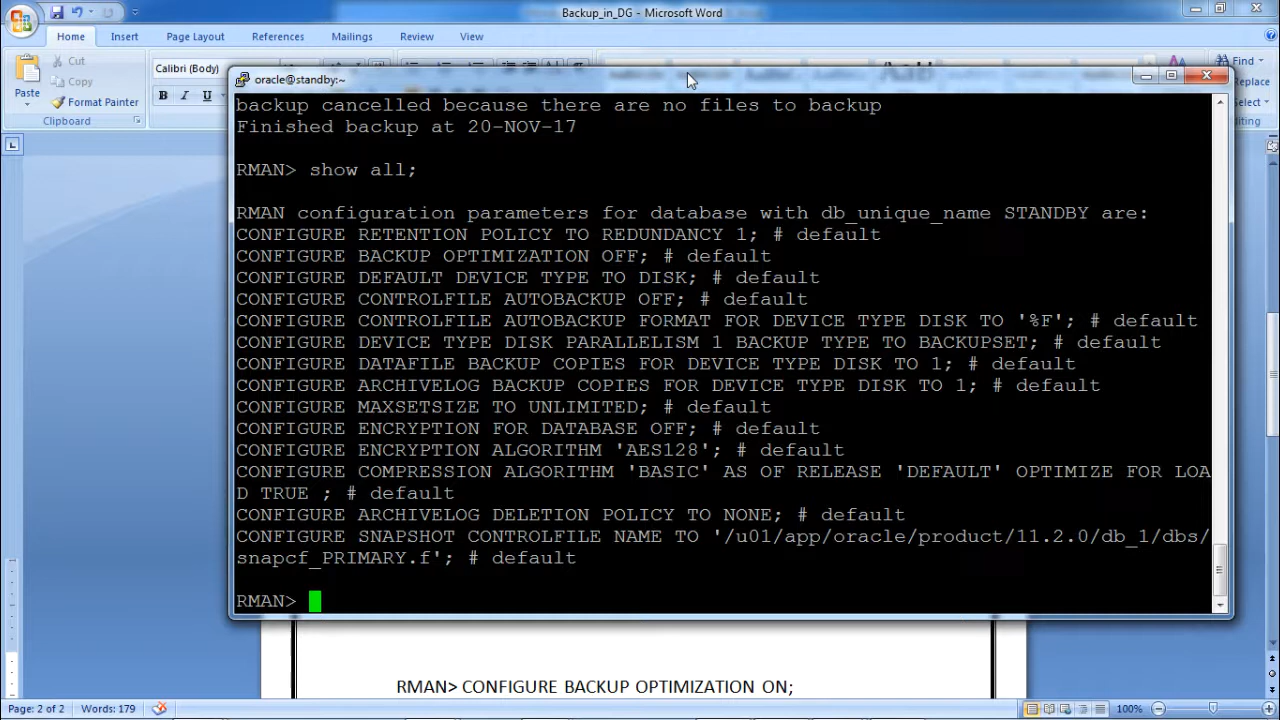 Backup_in_DG - Microsoft Word
Home Insert Page Layout References Mailings Review View
Cut
Copy
Paste
Format Painter
Clipboard
Calibri (Body)
B I U
Find
Replace
Select
Editing
oracle@standby:~
backup cancelled because there are no files to backup
Finished backup at 20-NOV-17
RMAN> show all;
RMAN configuration parameters for database with db_unique_name STANDBY are:
CONFIGURE RETENTION POLICY TO REDUNDANCY 1; # default
CONFIGURE BACKUP OPTIMIZATION OFF; # default
CONFIGURE DEFAULT DEVICE TYPE TO DISK; # default
CONFIGURE CONTROLFILE AUTOBACKUP OFF; # default
CONFIGURE CONTROLFILE AUTOBACKUP FORMAT FOR DEVICE TYPE DISK TO '%F'; # default
CONFIGURE DEVICE TYPE DISK PARALLELISM 1 BACKUP TYPE TO BACKUPSET; # default
CONFIGURE DATAFILE BACKUP COPIES FOR DEVICE TYPE DISK TO 1; # default
CONFIGURE ARCHIVELOG BACKUP COPIES FOR DEVICE TYPE DISK TO 1; # default
CONFIGURE MAXSETSIZE TO UNLIMITED; # default
CONFIGURE ENCRYPTION FOR DATABASE OFF; # default
CONFIGURE ENCRYPTION ALGORITHM 'AES128'; # default
CONFIGURE COMPRESSION ALGORITHM 'BASIC' AS OF RELEASE 'DEFAULT' OPTIMIZE FOR LOA
D TRUE ; # default
CONFIGURE ARCHIVELOG DELETION POLICY TO NONE; # default
CONFIGURE SNAPSHOT CONTROLFILE NAME TO '/u01/app/oracle/product/11.2.0/db_1/dbs/
snapcf_PRIMARY.f'; # default
RMAN>
RMAN> CONFIGURE BACKUP OPTIMIZATION ON;
Page: 2 of 2 Words: 179 100%